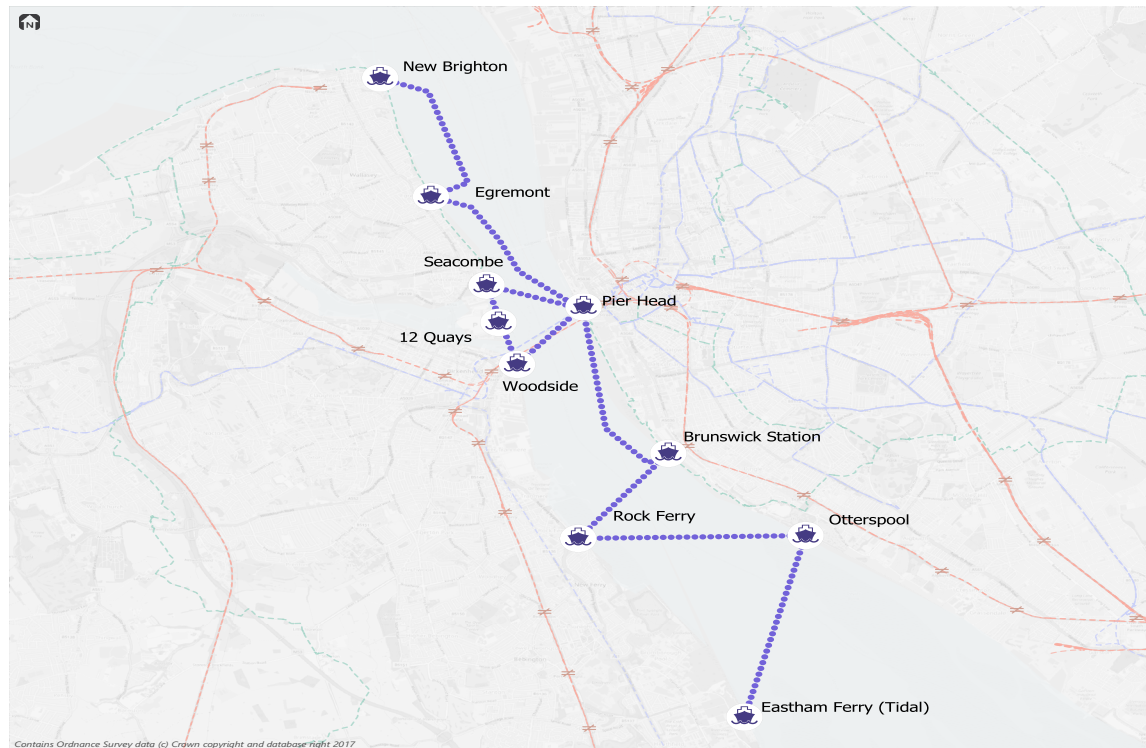 N
New Brighton
Egremont
Seacombe
Pier Head
12 Quays
Woodside
Brunswick Station
Rock Ferry
Otterspool
Eastham Ferry (Tidal)
Contains Ordnance Survey data (c) Crown copyright and database right 2017